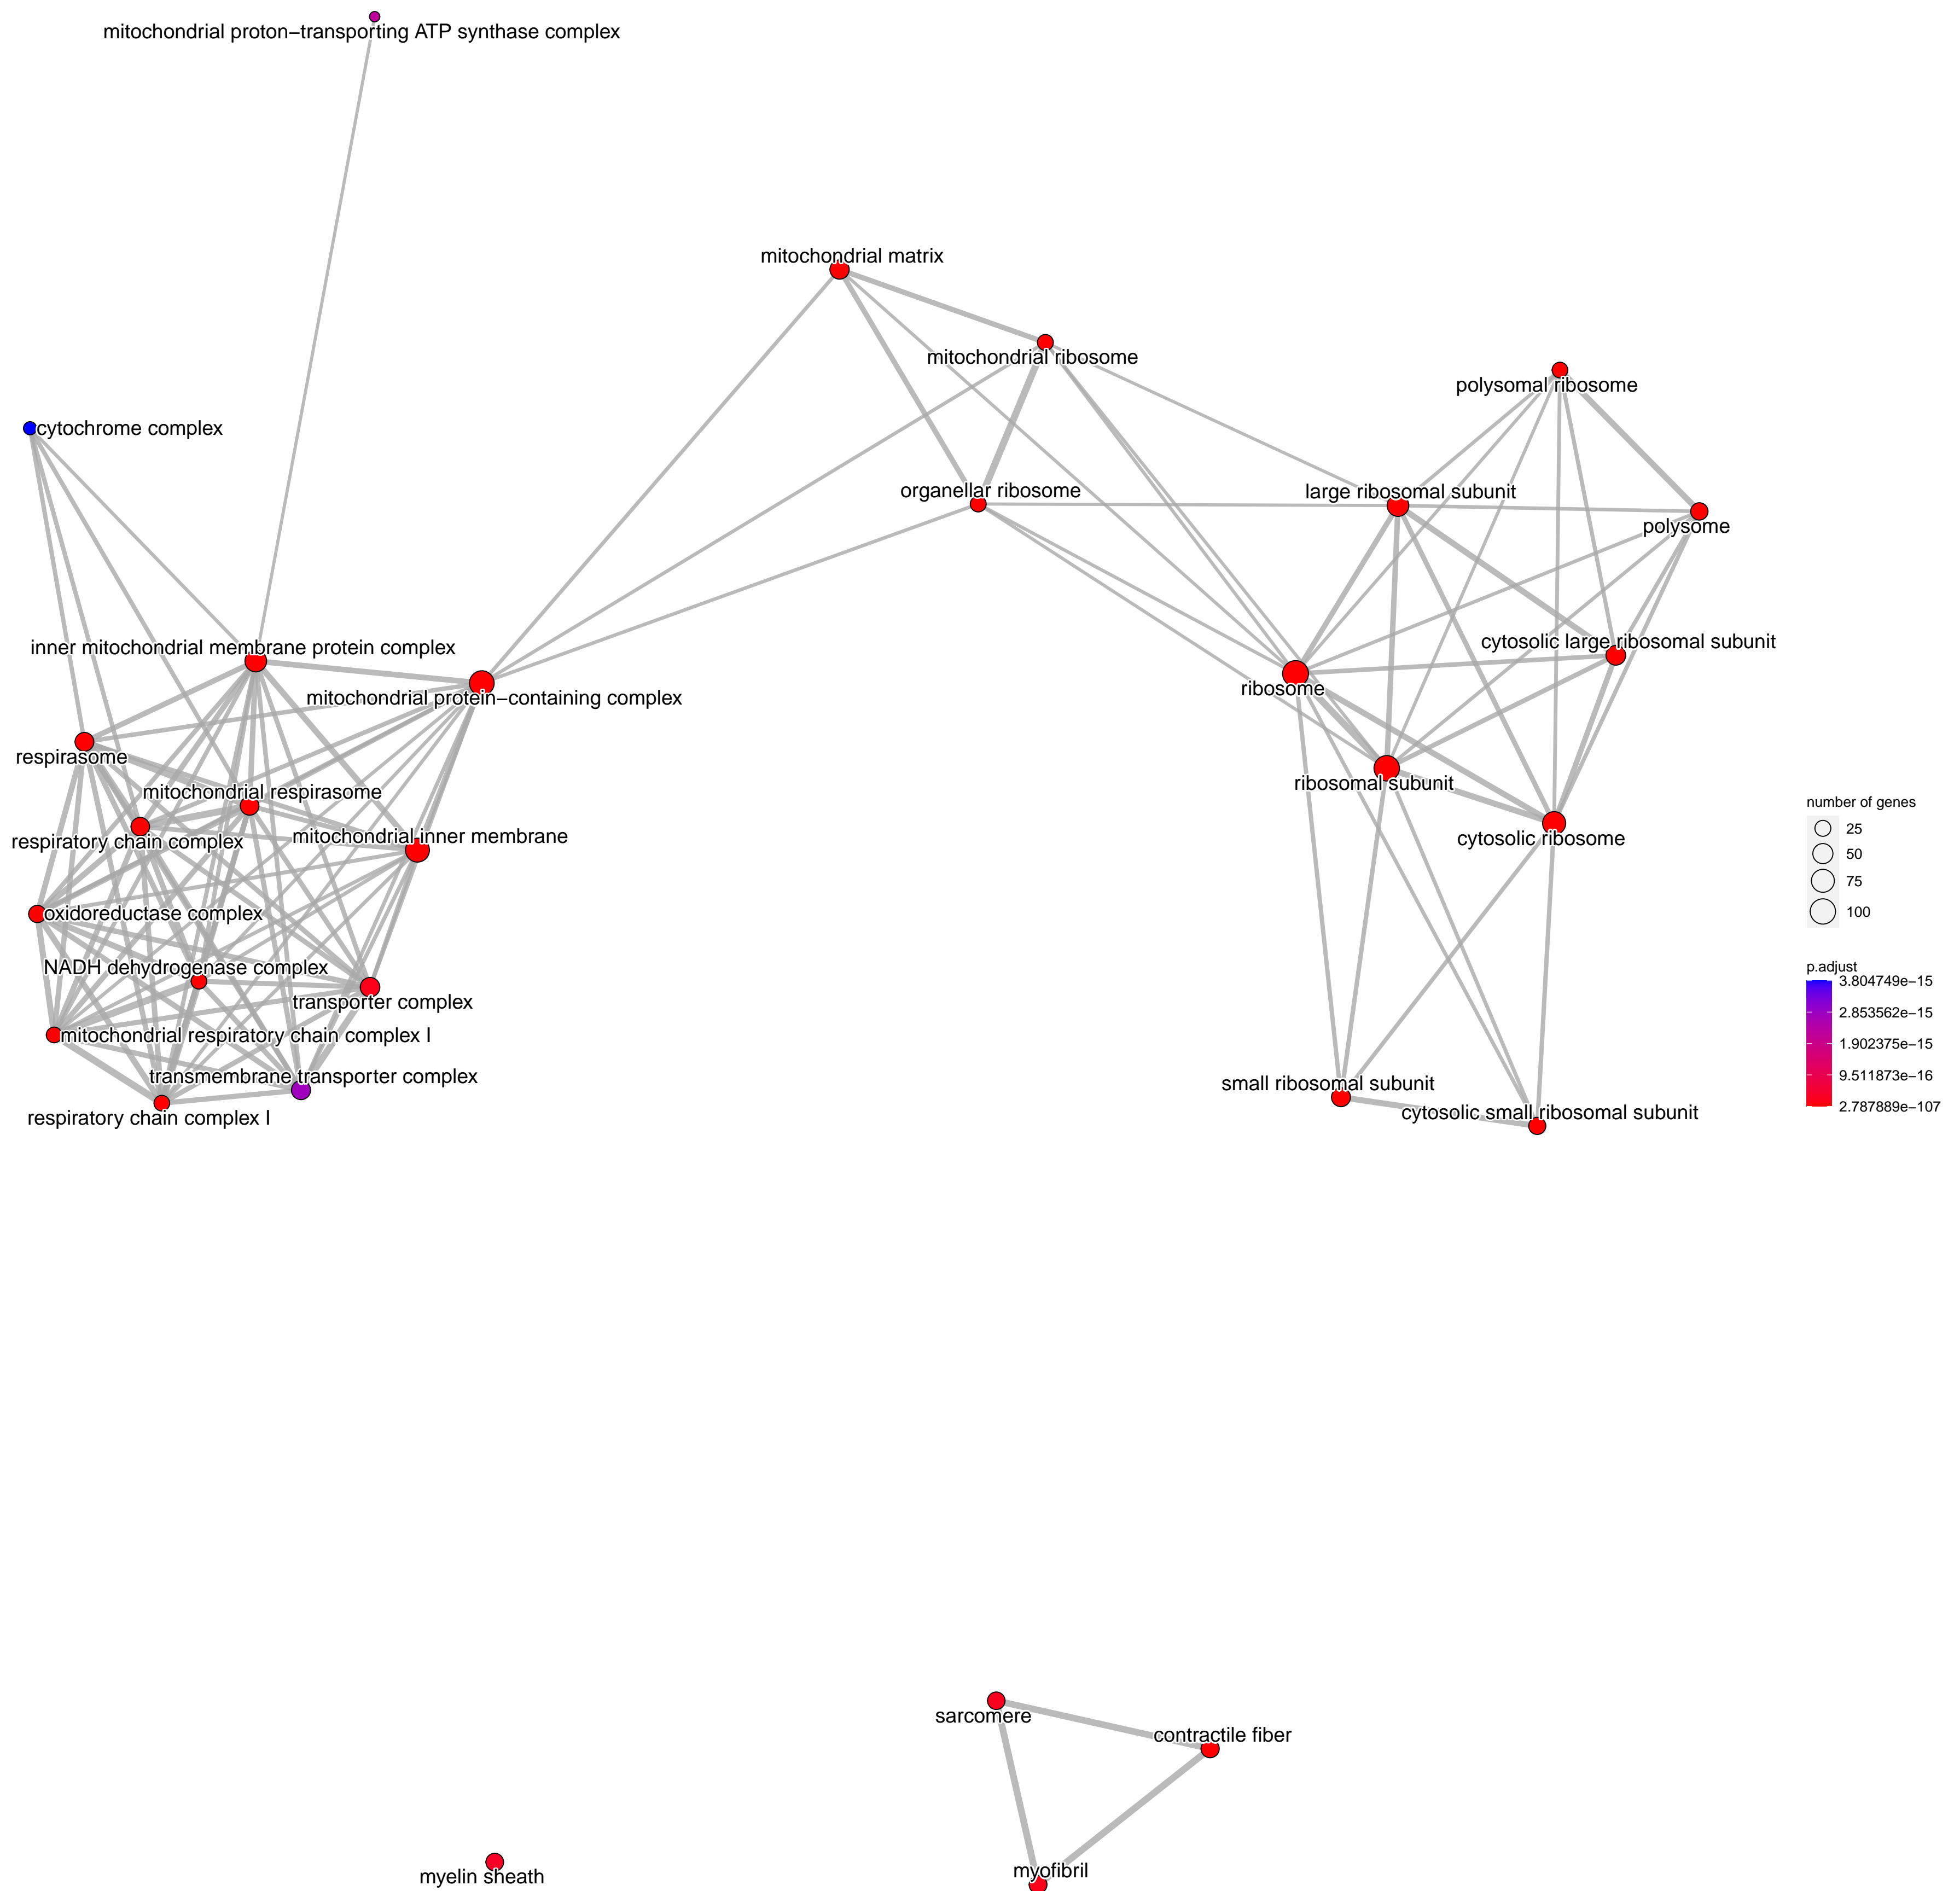 mitochondrial proton−transporting ATP synthase complex
mitochondrial matrix
mitochondrial ribosome
polysomal ribosome
cytochrome complex
organellar ribosome
large ribosomal subunit
polysome
inner mitochondrial membrane protein complex
cytosolic large ribosomal subunit
ribosome
mitochondrial protein−containing complex
respirasome
ribosomal subunit
mitochondrial respirasome
number of genes
25
mitochondrial inner membrane
cytosolic ribosome
respiratory chain complex
50
75
100
oxidoreductase complex
NADH dehydrogenase complex
p.adjust
3.804749e−15
transporter complex
2.853562e−15
mitochondrial respiratory chain complex I
1.902375e−15
transmembrane transporter complex
9.511873e−16
small ribosomal subunit
2.787889e−107
cytosolic small ribosomal subunit
respiratory chain complex I
sarcomere
contractile fiber
myofibril
myelin sheath